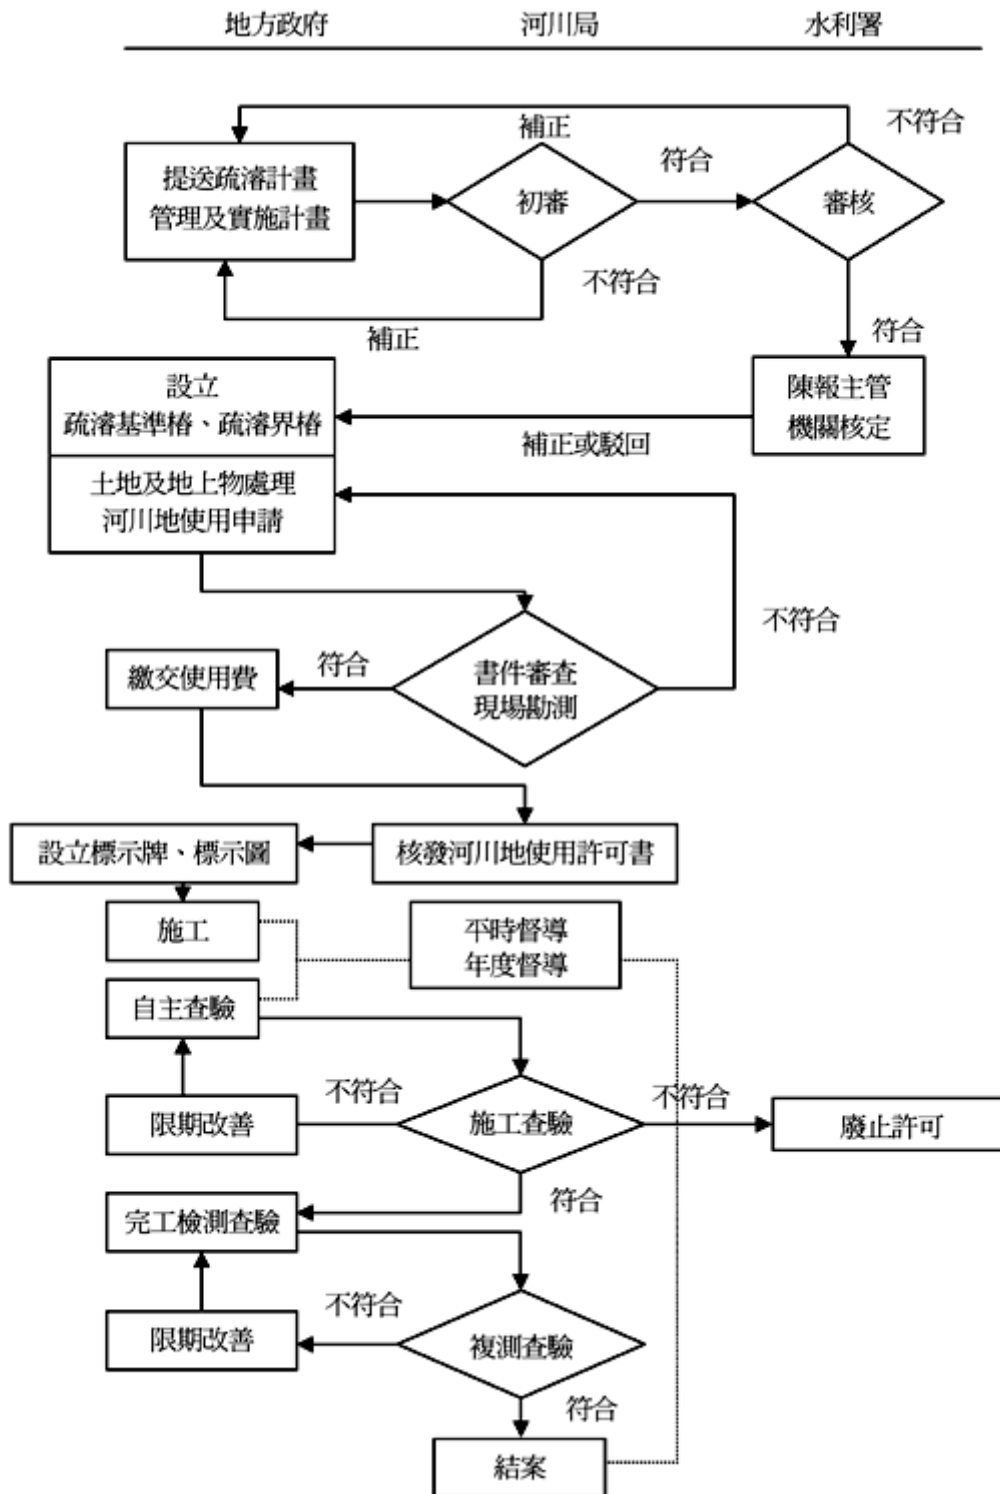 地方政府 河川局 水利署
不符合
補正
符合
提送疏濬計畫
管理及實施計畫
初審
審核
不符合
補正
符合
設立
疏濬基準樁、疏濬界樁
陳報主管
機關核定
補正或駁回
土地及地上物處理
河川地使用申請
不符合
符合
書件審查
現場勘測
繳交使用費
設立標示牌、標示圖
核發河川地使用許可書
施工
平時督導
年度督導
自主查驗
不符合
不符合
限期改善
施工查驗
廢止許可
符合
完工檢測查驗
不符合
限期改善
複測查驗
符合
結案